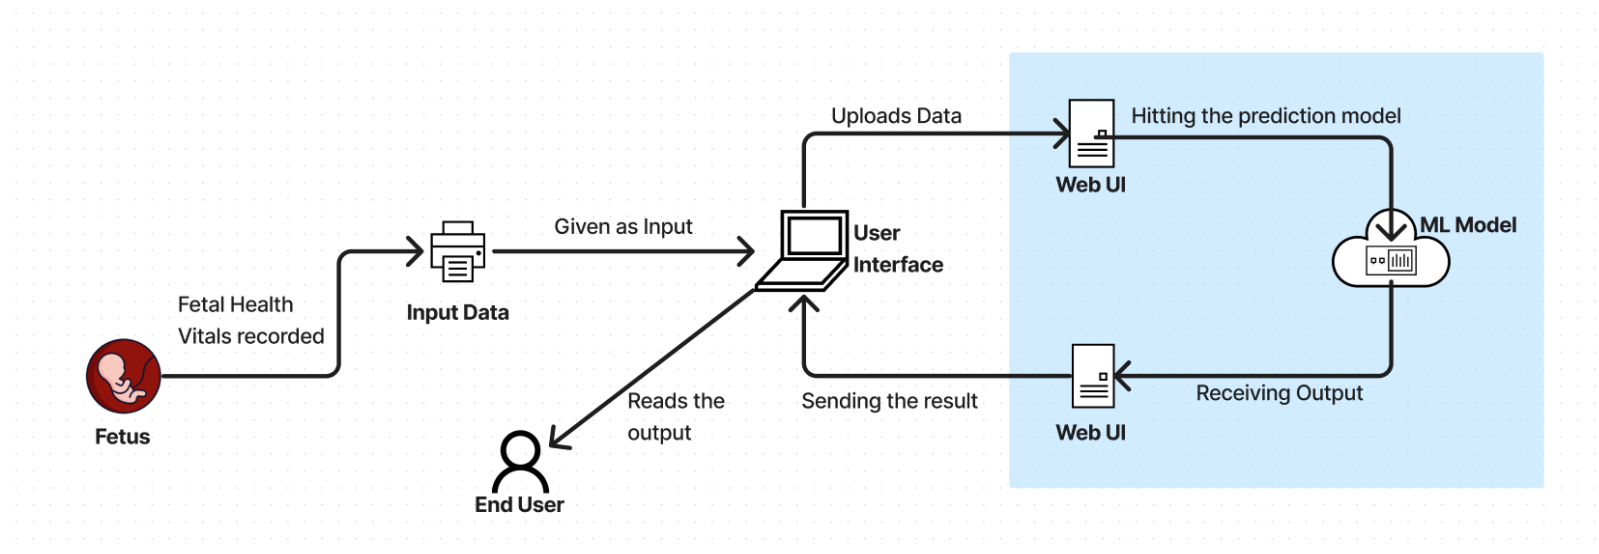 Uploads Data
Hitting the prediction model
Web UI
Given as Input
User
Interface
ML Model
Fetal Health
Vitals recorded
Input Data
Fetus
Reads the
output
Sending the result
Receiving Output
Web UI
End User